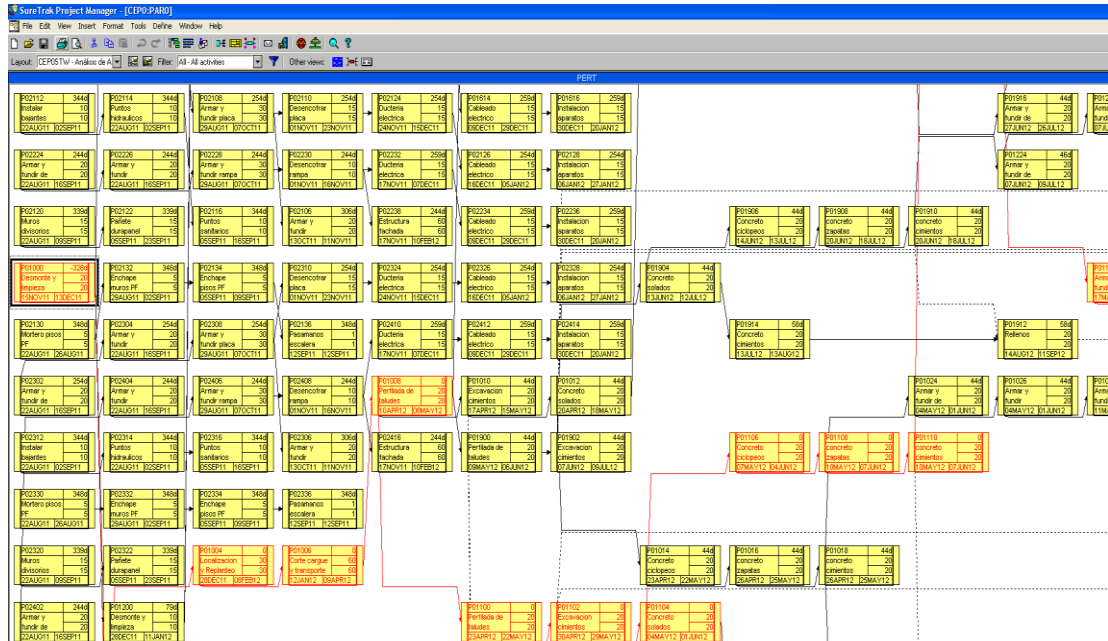 SureTrak Project Manager - [CEP0:PAR0]
File Edit View Insert Format Tools Define Window Help
Layout: CEP0STW - Análisis de A Filter: All - All activities Other views:
PERT
P02112 344d
Instalar 10
bajantes 10
22AUG11 02SEP11
P02114 344d
Puntos 10
hidraulicos 10
22AUG11 02SEP11
P02108 254d
Armar y 30
fundir placa 30
29AUG11 07OCT11
P02110 254d
Desencofrar 15
placa 15
01NOV11 23NOV11
P02124 254d
Ducteria 15
electrica 15
24NOV11 15DEC11
P01614 259d
Cableado 15
electrico 15
09DEC11 29DEC11
P01616 259d
Instalacion 15
aparatos 15
30DEC11 20JAN12
P01916 44d
Armar y 20
fundir de 20
27JUN12 26JUL12
P02224 244d
Armar y 20
fundir de 20
22AUG11 16SEP11
P02226 244d
Armar y 20
fundir 20
22AUG11 16SEP11
P02228 244d
Armar y 30
fundir rampa 30
29AUG11 07OCT11
P02230 244d
Desencofrar 10
rampa 10
01NOV11 16NOV11
P02232 259d
Ducteria 15
electrica 15
17NOV11 07DEC11
P02126 254d
Cableado 15
electrico 15
16DEC11 05JAN12
P02128 254d
Instalacion 15
aparatos 15
06JAN12 27JAN12
P01224 46d
Armar y 20
fundir de 20
07JUN12 09JUL12
P02120 339d
Muros 15
divisorios 15
22AUG11 09SEP11
P02122 339d
Pañete 15
durapanel 15
05SEP11 23SEP11
P02116 344d
Puntos 10
sanitarios 10
05SEP11 16SEP11
P02106 306d
Armar y 20
fundir 20
13OCT11 11NOV11
P02238 244d
Estructura 60
fachada 60
17NOV11 10FEB12
P02234 259d
Cableado 15
electrico 15
09DEC11 29DEC11
P02236 259d
Instalacion 15
aparatos 15
30DEC11 20JAN12
P01906 44d
Concreto 20
ciclopeos 20
14JUN12 13JUL12
P01908 44d
concreto 20
zapatas 20
20JUN12 18JUL12
P01910 44d
concreto 20
cimientos 20
20JUN12 18JUL12
P01000 -328d
Desmonte y 20
limpieza 20
15NOV11 13DEC11
P02132 348d
Enchape 5
muros PF 5
29AUG11 02SEP11
P02134 348d
Enchape 5
pisos PF 5
05SEP11 09SEP11
P02310 254d
Desencofrar 15
placa 15
01NOV11 23NOV11
P02324 254d
Ducteria 15
electrica 15
24NOV11 15DEC11
P02326 254d
Cableado 15
electrico 15
16DEC11 05JAN12
P02328 254d
Instalacion 15
aparatos 15
06JAN12 27JAN12
P01904 44d
Concreto 20
solados 20
13JUN12 12JUL12
P02130 348d
Mortero pisos 5
PF 5
22AUG11 26AUG11
P02304 254d
Armar y 20
fundir 20
22AUG11 16SEP11
P02308 254d
Armar y 30
fundir placa 30
29AUG11 07OCT11
P02136 348d
Pasamanos 1
escalera 1
12SEP11 12SEP11
P02410 259d
Ducteria 15
electrica 15
17NOV11 07DEC11
P02412 259d
Cableado 15
electrico 15
09DEC11 29DEC11
P02414 259d
Instalacion 15
aparatos 15
30DEC11 20JAN12
P01914 58d
Concreto 20
cimientos 20
13JUL12 13AUG12
P01912 58d
Rellenos 20
20
14AUG12 11SEP12
P02302 254d
Armar y 20
fundir de 20
22AUG11 16SEP11
P02404 244d
Armar y 20
fundir 20
22AUG11 16SEP11
P02406 244d
Armar y 30
fundir rampa 30
29AUG11 07OCT11
P02408 244d
Desencofrar 10
rampa 10
01NOV11 16NOV11
P01008 0
Perfilada de 20
taludes 20
10APR12 08MAY12
P01010 44d
Excavacion 20
cimientos 20
17APR12 15MAY12
P01012 44d
Concreto 20
solados 20
20APR12 18MAY12
P01024 44d
Armar y 20
fundir de 20
04MAY12 01JUN12
P01026 44d
Armar y 20
fundir de 20
04MAY12 01JUN12
P02312 344d
Instalar 10
bajantes 10
22AUG11 02SEP11
P02314 344d
Puntos 10
hidraulicos 10
22AUG11 02SEP11
P02316 344d
Puntos 10
sanitarios 10
05SEP11 16SEP11
P02306 306d
Armar y 20
fundir 20
13OCT11 11NOV11
P02416 244d
Estructura 60
fachada 60
17NOV11 10FEB12
P01900 44d
Perfilada de 20
taludes 20
09MAY12 06JUN12
P01902 44d
Excavacion 20
cimientos 20
07JUN12 09JUL12
P01106 0
Concreto 20
ciclopeos 20
07MAY12 04JUN12
P01108 0
concreto 20
zapatas 20
10MAY12 07JUN12
P01110 0
concreto 20
cimientos 20
10MAY12 07JUN12
P02330 348d
Mortero pisos 5
PF 5
22AUG11 26AUG11
P02332 348d
Enchape 5
muros PF 5
29AUG11 02SEP11
P02334 348d
Enchape 5
pisos PF 5
05SEP11 09SEP11
P02336 348d
Pasamanos 1
escalera 1
12SEP11 12SEP11
P02320 339d
Muros 15
divisorios 15
22AUG11 09SEP11
P02322 339d
Pañete 15
durapanel 15
05SEP11 23SEP11
P01004 0
Localizacion 30
y Replanteo 30
28DEC11 08FEB12
P01006 0
Corte cargue 60
y transporte 60
12JAN12 09APR12
P01014 44d
Concreto 20
ciclopeos 20
23APR12 22MAY12
P01016 44d
Concreto 20
zapatas 20
26APR12 25MAY12
P01018 44d
concreto 20
cimientos 20
26APR12 25MAY12
P02402 244d
Armar y 20
fundir de 20
22AUG11 16SEP11
P01200 79d
Desmonte y 10
limpieza 10
28DEC11 11JAN12
P01100 0
Perfilada de 20
taludes 20
23APR12 22MAY12
P01102 0
Excavacion 20
cimientos 20
30APR12 29MAY12
P01104 0
Concreto 20
solados 20
04MAY12 01JUN12